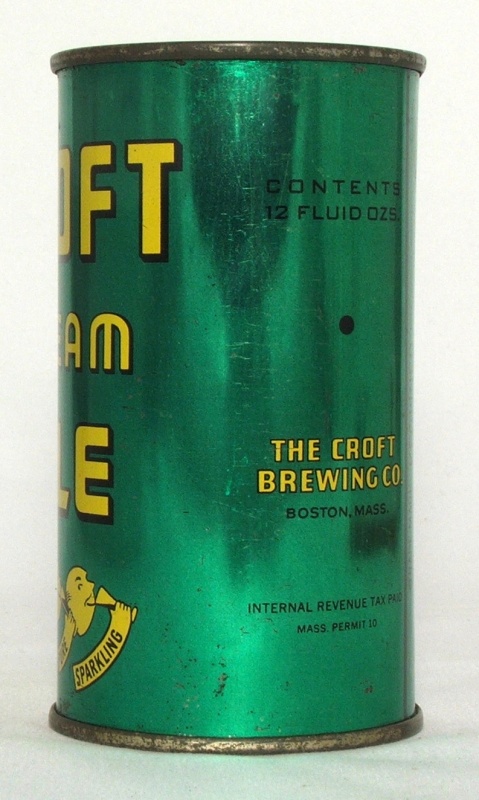 OFT
CONTENTS
12 FLUID OZS.
AM
LE
THE CROFT
BREWING CO.
BOSTON, MASS.
INTERNAL REVENUE TAX PAID
MASS. PERMIT 10
SPARKLING